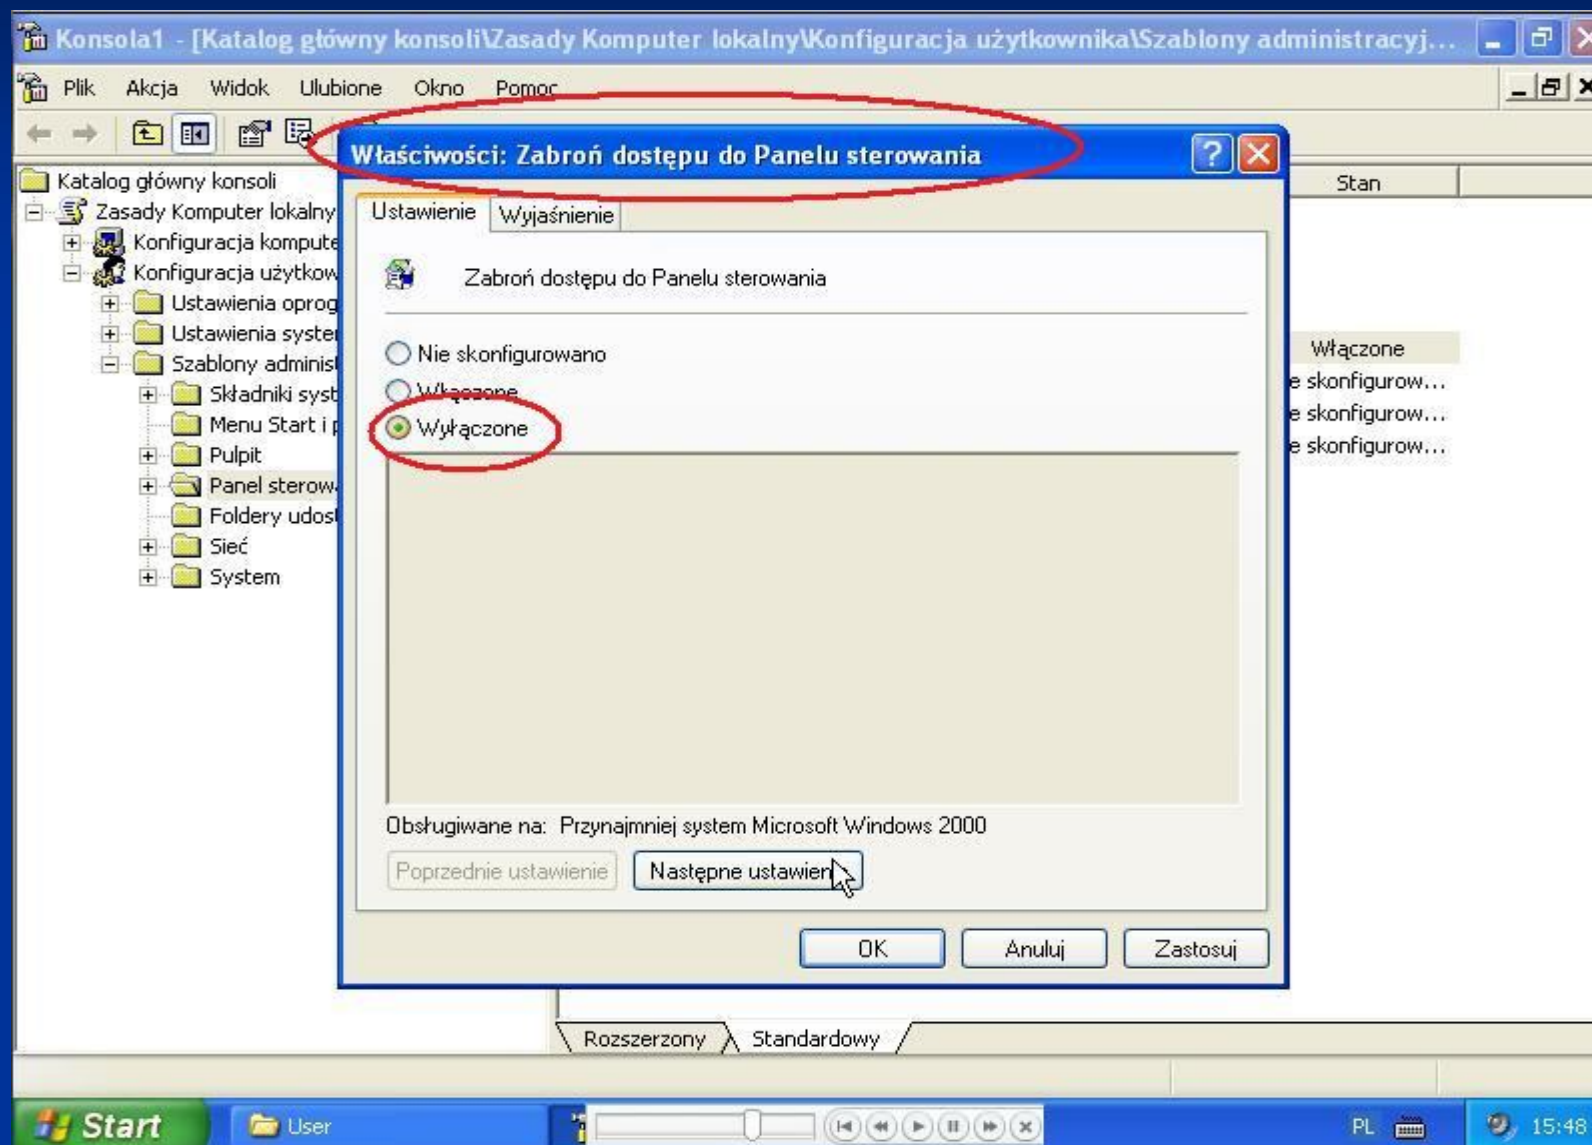 Konsola1 - [Katalog główny konsoli\Zasady Komputer lokalny\Konfiguracja użytkownika\Szablony administracyj...
Plik Akcja Widok Ulubione Okno Pomoc
Właściwości: Zabroń dostępu do Panelu sterowania
Katalog główny konsoli
Zasady Komputer lokalny
Konfiguracja kompute
Konfiguracja użytkow
Ustawienia oprog
Ustawienia syste
Szablony administ
Składniki syst
Menu Start i p
Pulpit
Panel sterowa
Foldery udost
Sieć
System
Ustawienie Wyjaśnienie
Zabroń dostępu do Panelu sterowania
Nie skonfigurowano
Włączone
Wyłączone
Obsługiwane na: Przynajmniej system Microsoft Windows 2000
Poprzednie ustawienie Następne ustawien
OK Anuluj Zastosuj
Stan
Włączone
e skonfigurow...
e skonfigurow...
e skonfigurow...
Rozszerzony Standardowy
Start User PL 15:48